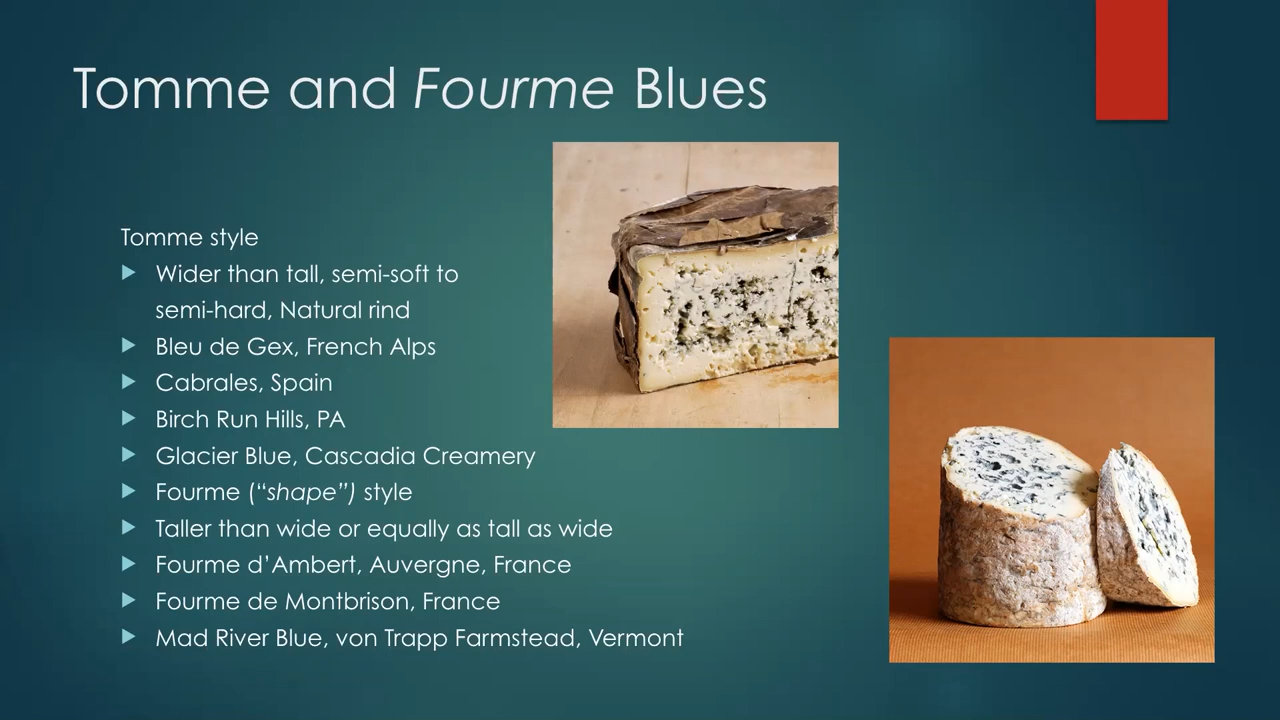 Tomme and Fourme Blues
Tomme style
Wider than tall, semi-soft to
semi-hard, Natural rind
Bleu de Gex, French Alps
Cabrales, Spain
Birch Run Hills, PA
Glacier Blue, Cascadia Creamery
Fourme (“shape”) style
Taller than wide or equally as tall as wide
Fourme d’Ambert, Auvergne, France
Fourme de Montbrison, France
Mad River Blue, von Trapp Farmstead, Vermont